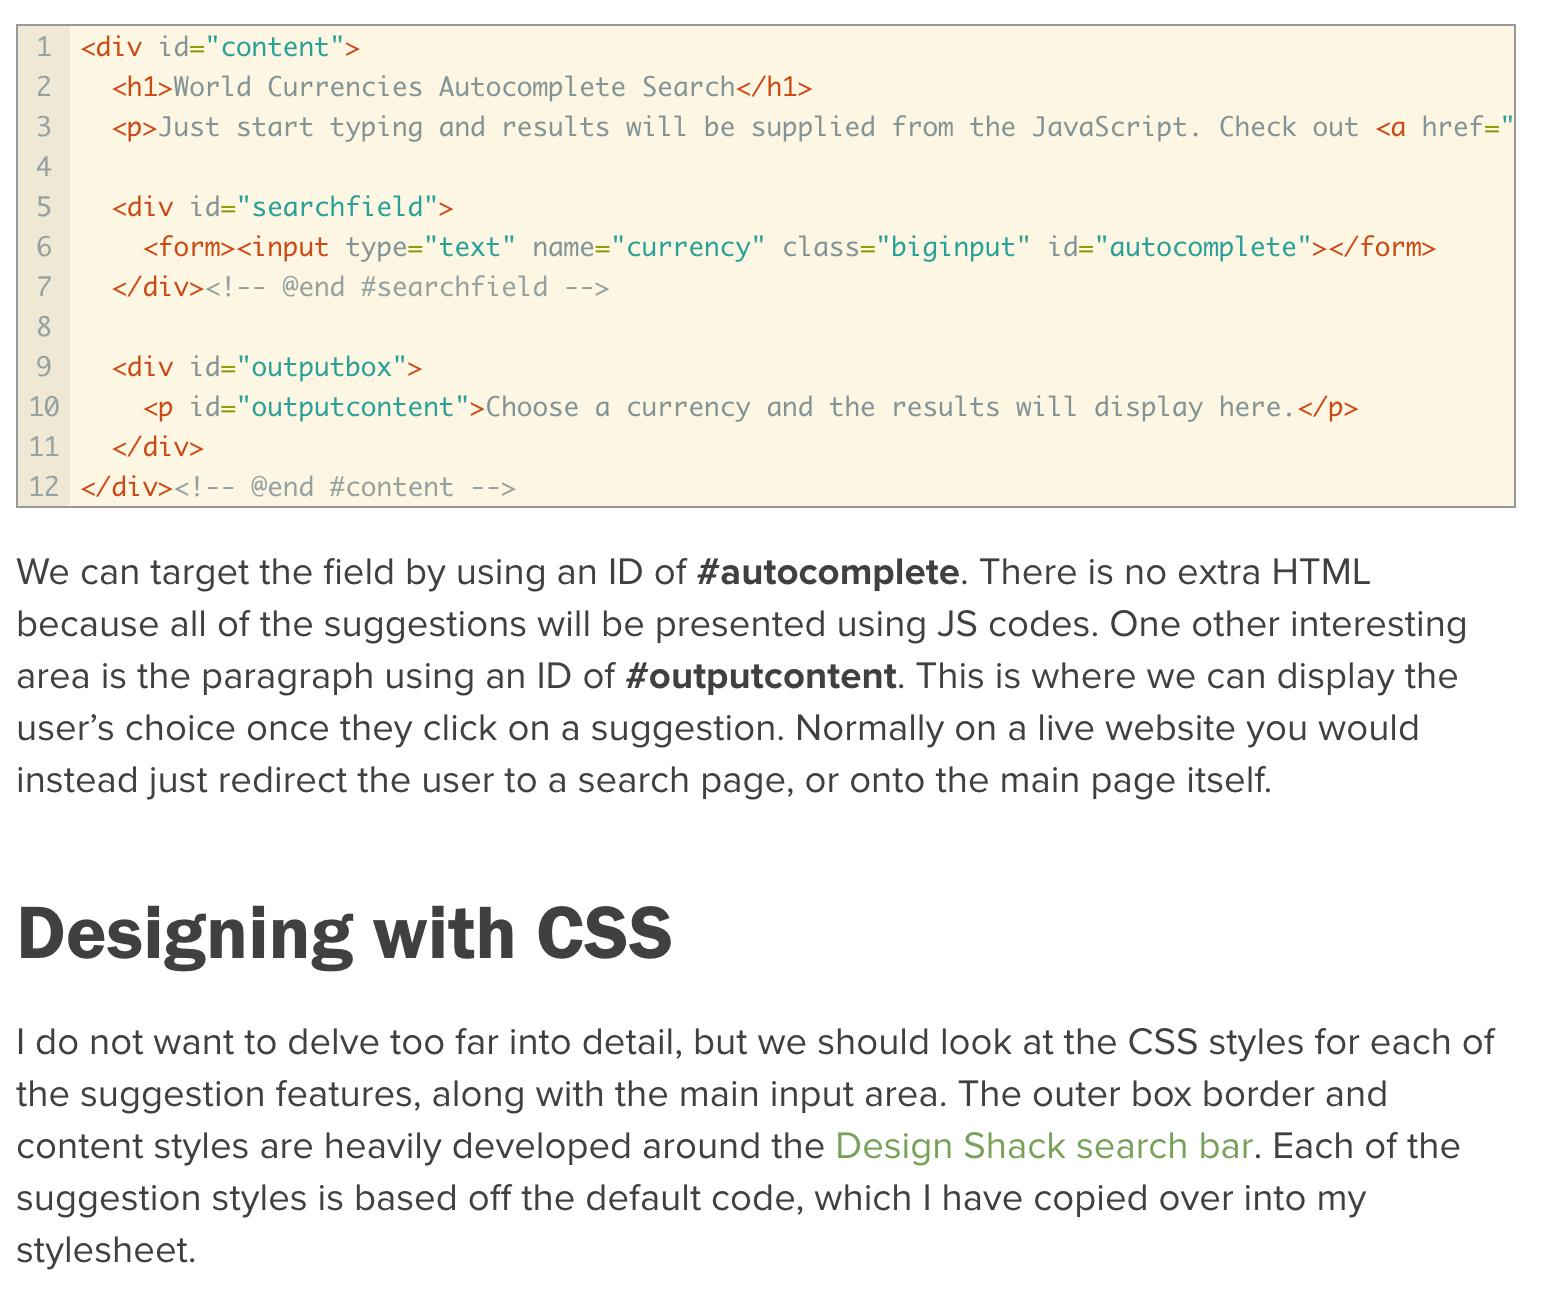 1 <div id="content">
2 <h1>World Currencies Autocomplete Search</h1>
3 <p>Just start typing and results will be supplied from the JavaScript. Check out <a href="
4
5 <div id="searchfield">
6 <form><input type="text" name="currency" class="biginput" id="autocomplete"></form>
7 </div><!-- @end #searchfield -->
8
9 <div id="outputbox">
10 <p id="outputcontent">Choose a currency and the results will display here.</p>
11 </div>
12 </div><!-- @end #content -->
We can target the field by using an ID of #autocomplete. There is no extra HTML
because all of the suggestions will be presented using JS codes. One other interesting
area is the paragraph using an ID of #outputcontent. This is where we can display the
user’s choice once they click on a suggestion. Normally on a live website you would
instead just redirect the user to a search page, or onto the main page itself.
Designing with CSS
I do not want to delve too far into detail, but we should look at the CSS styles for each of
the suggestion features, along with the main input area. The outer box border and
content styles are heavily developed around the Design Shack search bar. Each of the
suggestion styles is based off the default code, which I have copied over into my
stylesheet.